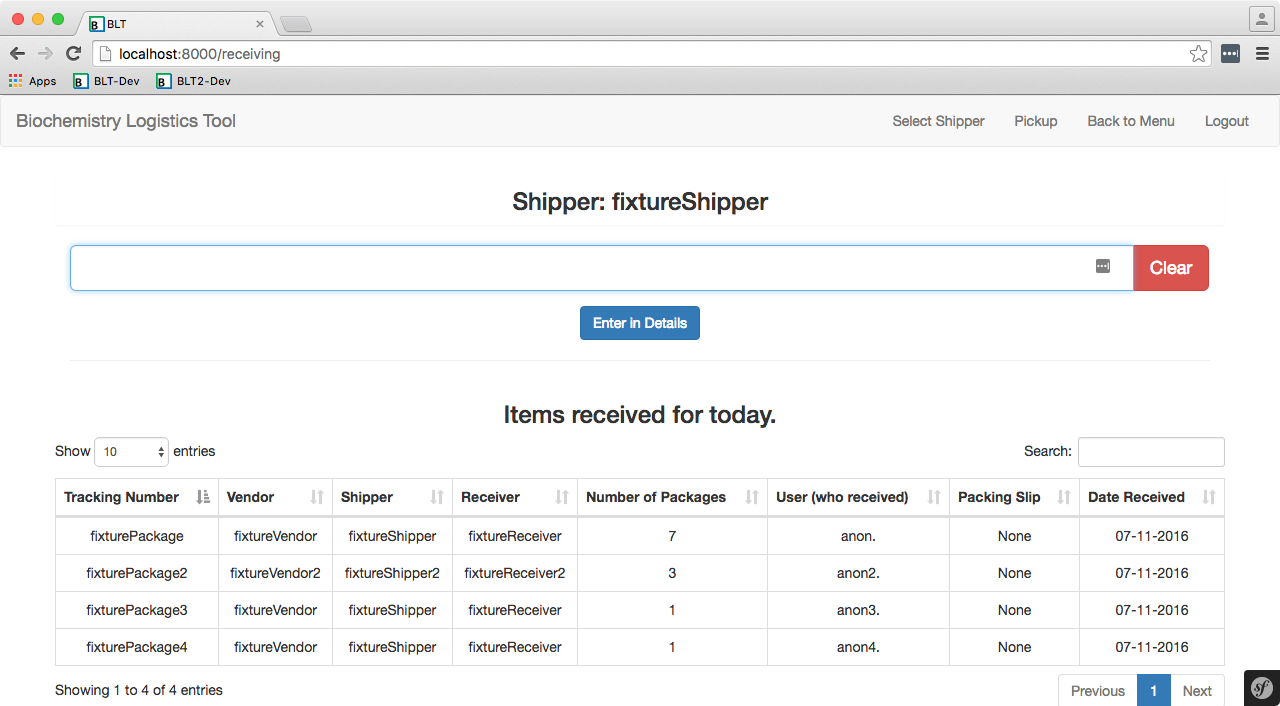 BLT
localhost:8000/receiving
Apps BLT-Dev BLT2-Dev
Biochemistry Logistics Tool Select Shipper Pickup Back to Menu Logout
Shipper: fixtureShipper
Clear
Enter in Details
Items received for today.
Show 10 entries Search:
Tracking Number Vendor Shipper Receiver Number of Packages User (who received) Packing Slip Date Received
fixturePackage fixtureVendor fixtureShipper fixtureReceiver 7 anon. None 07-11-2016
fixturePackage2 fixtureVendor2 fixtureShipper2 fixtureReceiver2 3 anon2. None 07-11-2016
fixturePackage3 fixtureVendor fixtureShipper fixtureReceiver 1 anon3. None 07-11-2016
fixturePackage4 fixtureVendor fixtureShipper fixtureReceiver 1 anon4. None 07-11-2016
Showing 1 to 4 of 4 entries Previous 1 Next